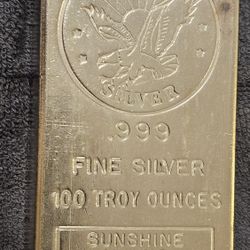 SILVER
.999
FINE SILVER
100 TROY OUNCES
SUNSHINE